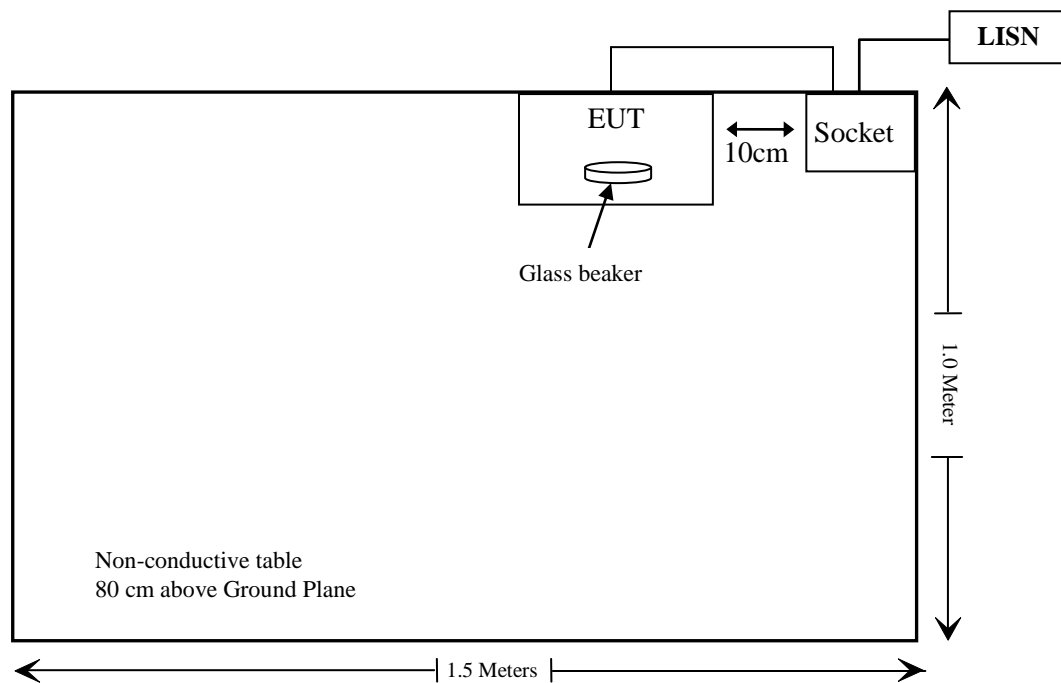 LISN
EUT
Socket
10cm
Glass beaker
1.0 Meter
Non-conductive table
80 cm above Ground Plane
1.5 Meters